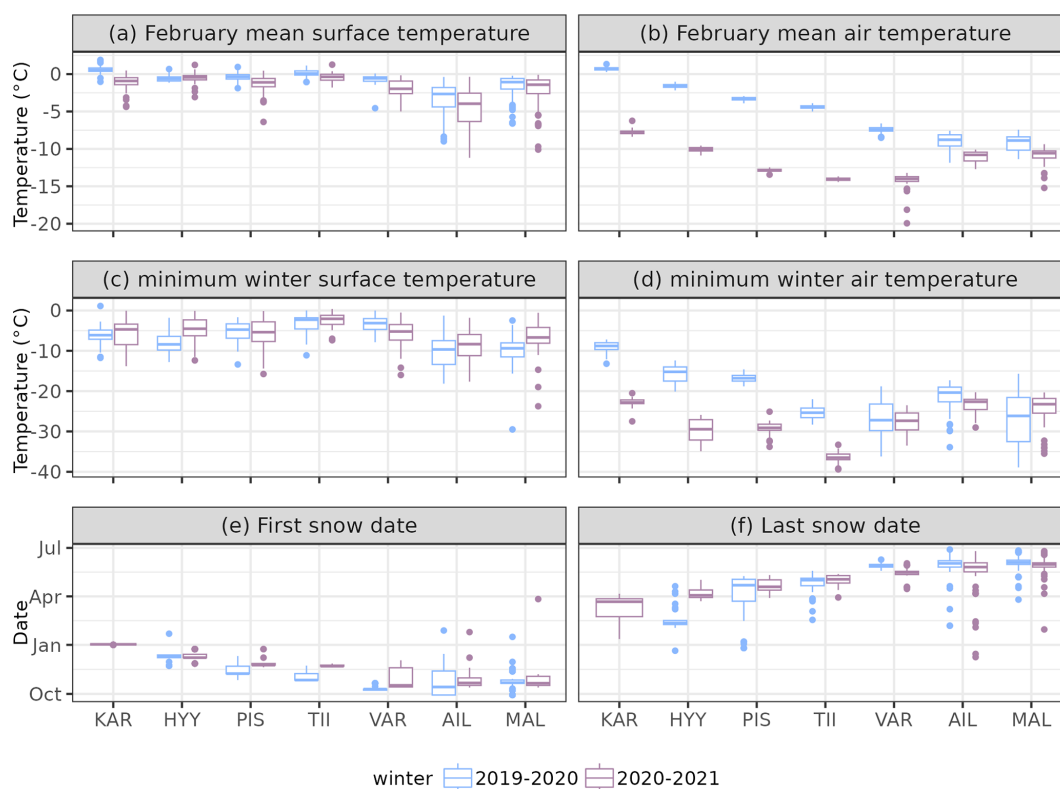 (a) February mean surface temperature
(b) February mean air temperature
Temperature (°C)
0
-5
-10
-15
-20
(c) minimum winter surface temperature
(d) minimum winter air temperature
Temperature (°C)
0
-10
-20
-30
-40
(e) First snow date
(f) Last snow date
Date
Jul
Apr
Jan
Oct
KAR HYY PIS TII VAR AIL MAL
KAR HYY PIS TII VAR AIL MAL
winter 2019-2020 2020-2021